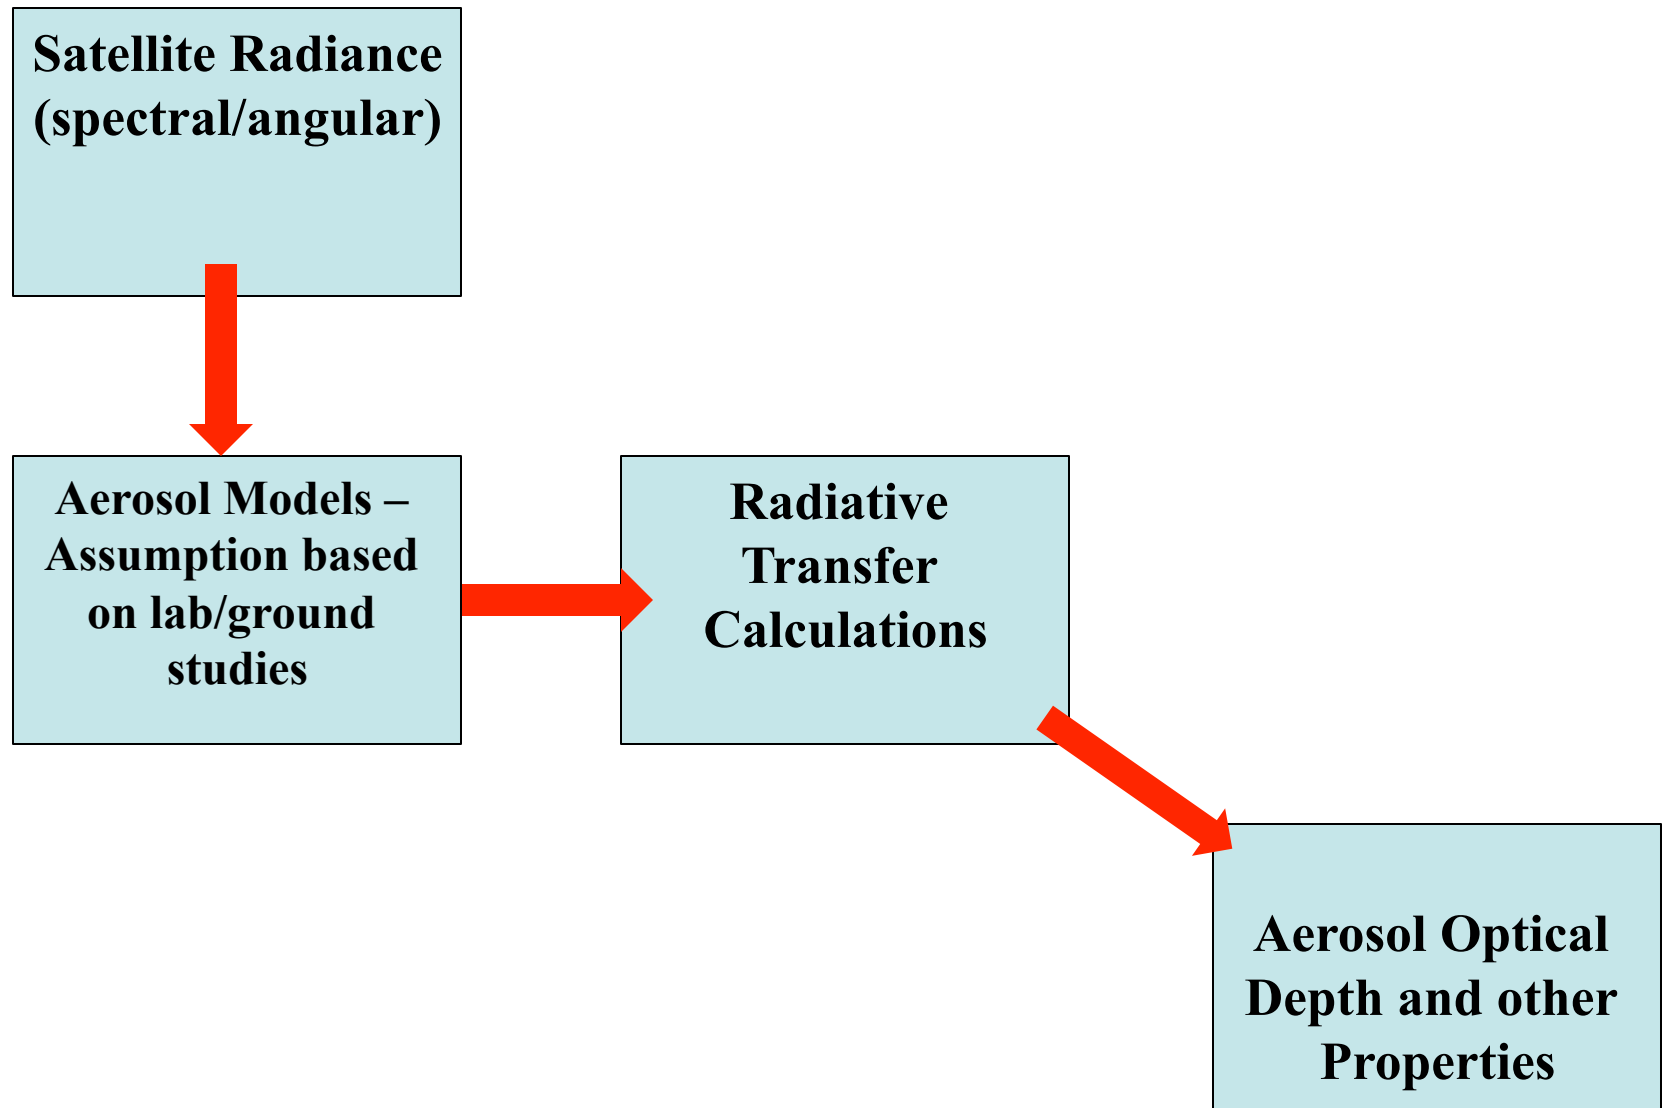 Satellite Radiance
(spectral/angular)
Aerosol Models –
Assumption based
on lab/ground
studies
Radiative
Transfer
Calculations
Aerosol Optical
Depth and other
Properties